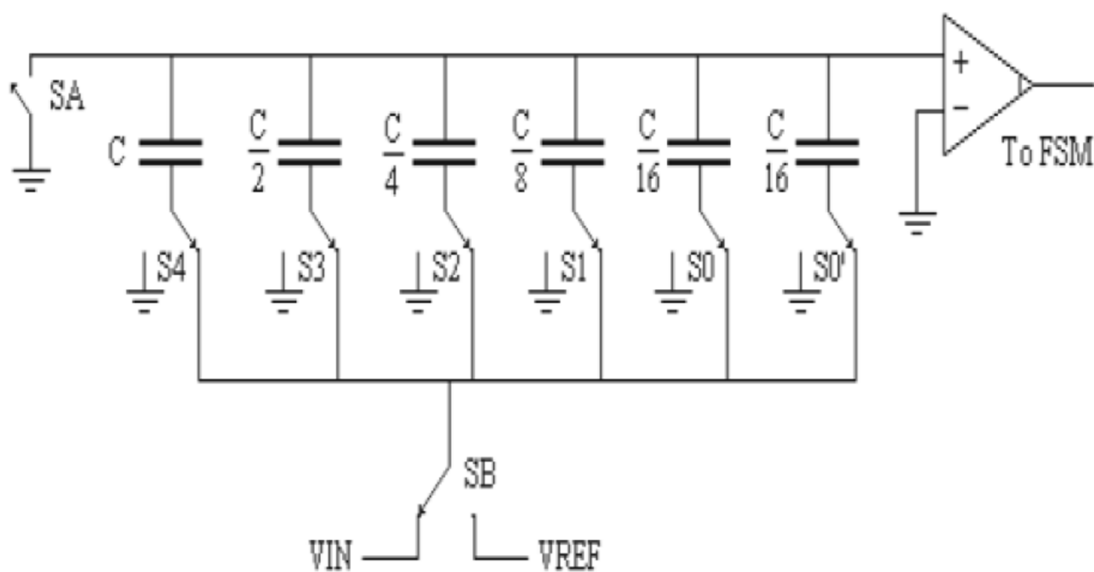 SA
+
−
To FSM
C
C/2
C/4
C/8
C/16
C/16
S4
S3
S2
S1
S0
S0'
SB
VIN
VREF